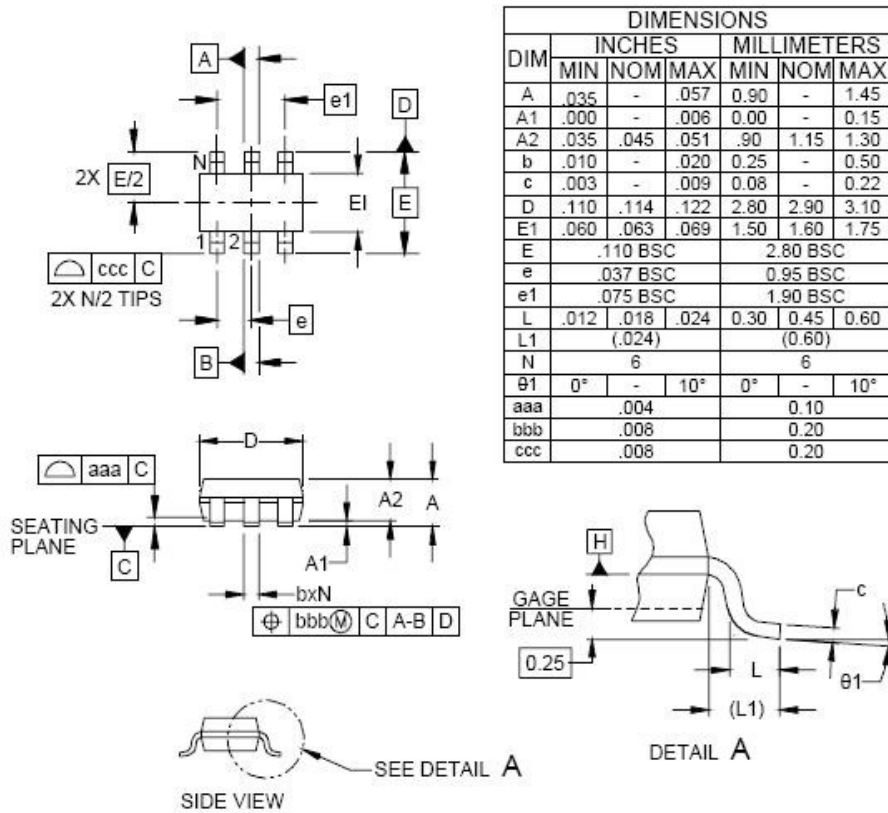 A
e1
D
N
2X E/2
EI
E
1 2
⌓ ccc C
2X N/2 TIPS
e
B
D
⌓ aaa C
A2
A
SEATING
PLANE
C
A1
bxN
⌖ bbbⓂ C A-B D
SEE DETAIL A
SIDE VIEW
DIMENSIONS
DIM INCHES MILLIMETERS
MIN NOM MAX MIN NOM MAX
A .035 - .057 0.90 - 1.45
A1 .000 - .006 0.00 - 0.15
A2 .035 .045 .051 .90 1.15 1.30
b .010 - .020 0.25 - 0.50
c .003 - .009 0.08 - 0.22
D .110 .114 .122 2.80 2.90 3.10
E1 .060 .063 .069 1.50 1.60 1.75
E .110 BSC 2.80 BSC
e .037 BSC 0.95 BSC
e1 .075 BSC 1.90 BSC
L .012 .018 .024 0.30 0.45 0.60
L1 (.024) (0.60)
N 6 6
θ1 0° - 10° 0° - 10°
aaa .004 0.10
bbb .008 0.20
ccc .008 0.20
H
GAGE
PLANE
c
0.25
L
θ1
(L1)
DETAIL A